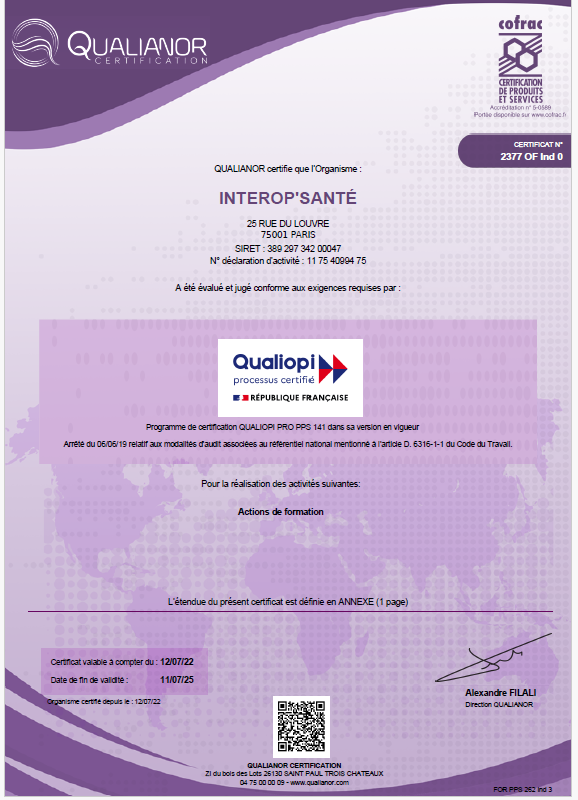 QUALIANOR
CERTIFICATION
cofrac
CERTIFICATION
DE PRODUITS
ET SERVICES
Accréditation n° 5-0589
Portée disponible sur www.cofrac.fr
CERTIFICAT N°
2377 OF Ind 0
QUALIANOR certifie que l'Organisme :
INTEROP'SANTÉ
25 RUE DU LOUVRE
75001 PARIS
SIRET : 389 297 342 00047
N° déclaration d'activité : 11 75 40994 75
A été évalué et jugé conforme aux exigences requises par :
Qualiopi
processus certifié
RÉPUBLIQUE FRANÇAISE
Programme de certification QUALIOPI PRO PPS 141 dans sa version en vigueur
Arrêté du 06/06/19 relatif aux modalités d'audit associées au référentiel national mentionné à l'article D. 6316-1-1 du Code du Travail.
Pour la réalisation des activités suivantes:
Actions de formation
L'étendue du présent certificat est définie en ANNEXE (1 page)
Certificat valable à compter du : 12/07/22
Date de fin de validité : 11/07/25
Organisme certifié depuis le : 12/07/22
Alexandre FILALI
Direction QUALIANOR
QUALIANOR CERTIFICATION
ZI du bois des Lots 26130 SAINT PAUL TROIS CHATEAUX
04 75 00 00 09 - www.qualianor.com
FOR PPS 262 Ind 3